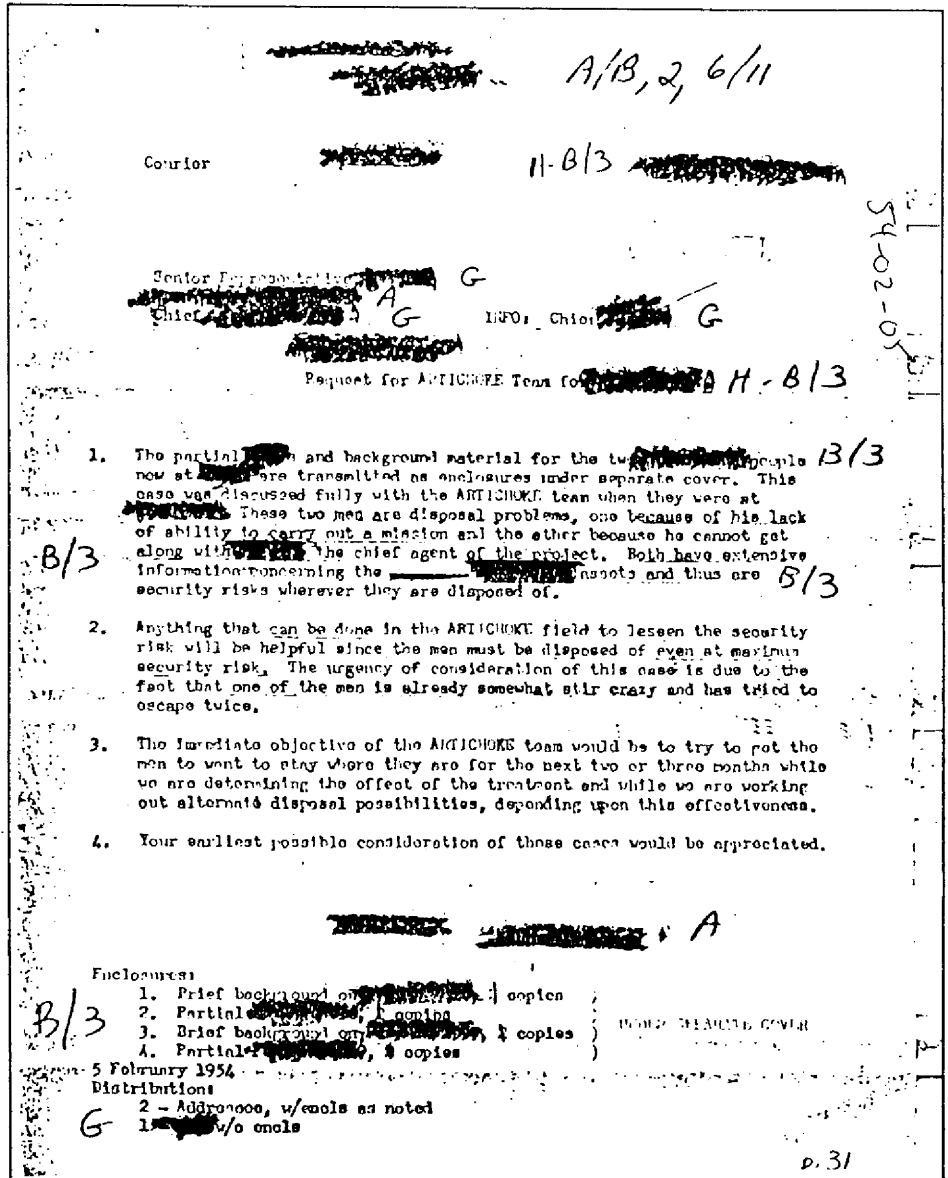 A/B, 2, 6/11
Courier H-B/3
54-02-05
Senior Representative G
A
Chief G INFO: Chief G
Request for ARTICHOKE Team for H-B/3
1. The partial and background material for the two people B/3
now at are transmitted as enclosures under separate cover. This
case was discussed fully with the ARTICHOKE team when they were at
These two men are disposal problems, one because of his lack
of ability to carry out a mission and the other because he cannot get
along with the chief agent of the project. Both have extensive
B/3 information concerning the assets and thus are B/3
security risks wherever they are disposed of.
2. Anything that can be done in the ARTICHOKE field to lessen the security
risk will be helpful since the men must be disposed of even at maximum
security risk. The urgency of consideration of this case is due to the
fact that one of the men is already somewhat stir crazy and has tried to
escape twice.
3. The immediate objective of the ARTICHOKE team would be to try to get the
men to want to stay where they are for the next two or three months while
we are determining the effect of the treatment and while we are working
out alternate disposal possibilities, depending upon this effectiveness.
4. Your earliest possible consideration of these cases would be appreciated.
A
Enclosures:
1. Brief background on copies )
B/3 2. Partial , copies
3. Brief background on , copies ) UNDER SEPARATE COVER
4. Partial , copies )
5 February 1954
Distribution:
2 - Addressee, w/encls as noted
G 1 - w/o encls
p. 31